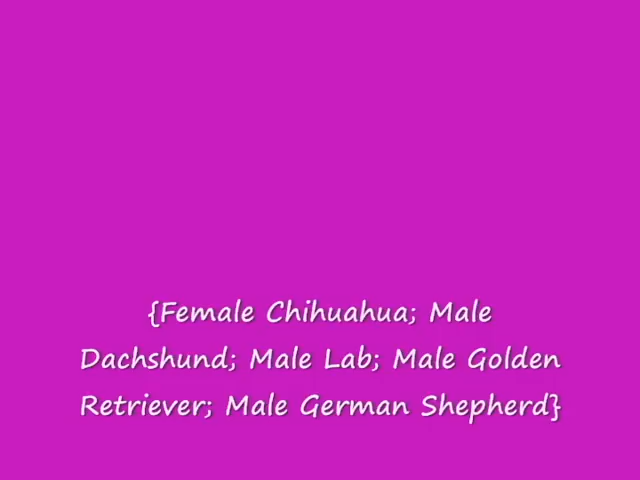 {Female Chihuahua; Male
Dachshund; Male Lab; Male Golden
Retriever; Male German Shepherd}